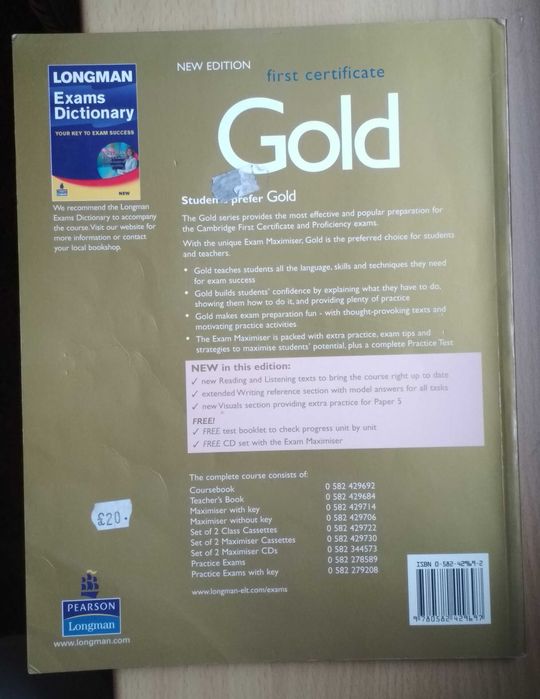 LONGMAN
Exams
Dictionary
YOUR KEY TO EXAM SUCCESS
NEW
We recommend the Longman
Exams Dictionary to accompany
the course. Visit our website for
more information or contact
your local bookshop.
NEW EDITION
first certificate
Gold
Students prefer Gold
The Gold series provides the most effective and popular preparation for
the Cambridge First Certificate and Proficiency exams.
With the unique Exam Maximiser, Gold is the preferred choice for students
and teachers.
• Gold teaches students all the language, skills and techniques they need
for exam success
• Gold builds students' confidence by explaining what they have to do,
showing them how to do it, and providing plenty of practice
• Gold makes exam preparation fun - with thought-provoking texts and
motivating practice activities
• The Exam Maximiser is packed with extra practice, exam tips and
strategies to maximise students' potential, plus a complete Practice Test
NEW in this edition:
✓ new Reading and Listening texts to bring the course right up to date
✓ extended Writing reference section with model answers for all tasks
✓ new Visuals section providing extra practice for Paper 5
FREE!
✓ FREE test booklet to check progress unit by unit
✓ FREE CD set with the Exam Maximiser
The complete course consists of:
Coursebook 0 582 429692
Teacher's Book 0 582 429684
Maximiser with key 0 582 429714
Maximiser without key 0 582 429706
Set of 2 Class Cassettes 0 582 429722
Set of 2 Maximiser Cassettes 0 582 429730
Set of 2 Maximiser CDs 0 582 344573
Practice Exams 0 582 278589
Practice Exams with key 0 582 279208
www.longman-elt.com/exams
£20.
PEARSON
Longman
www.longman.com
ISBN 0-582-42969-2
9 780582 429697